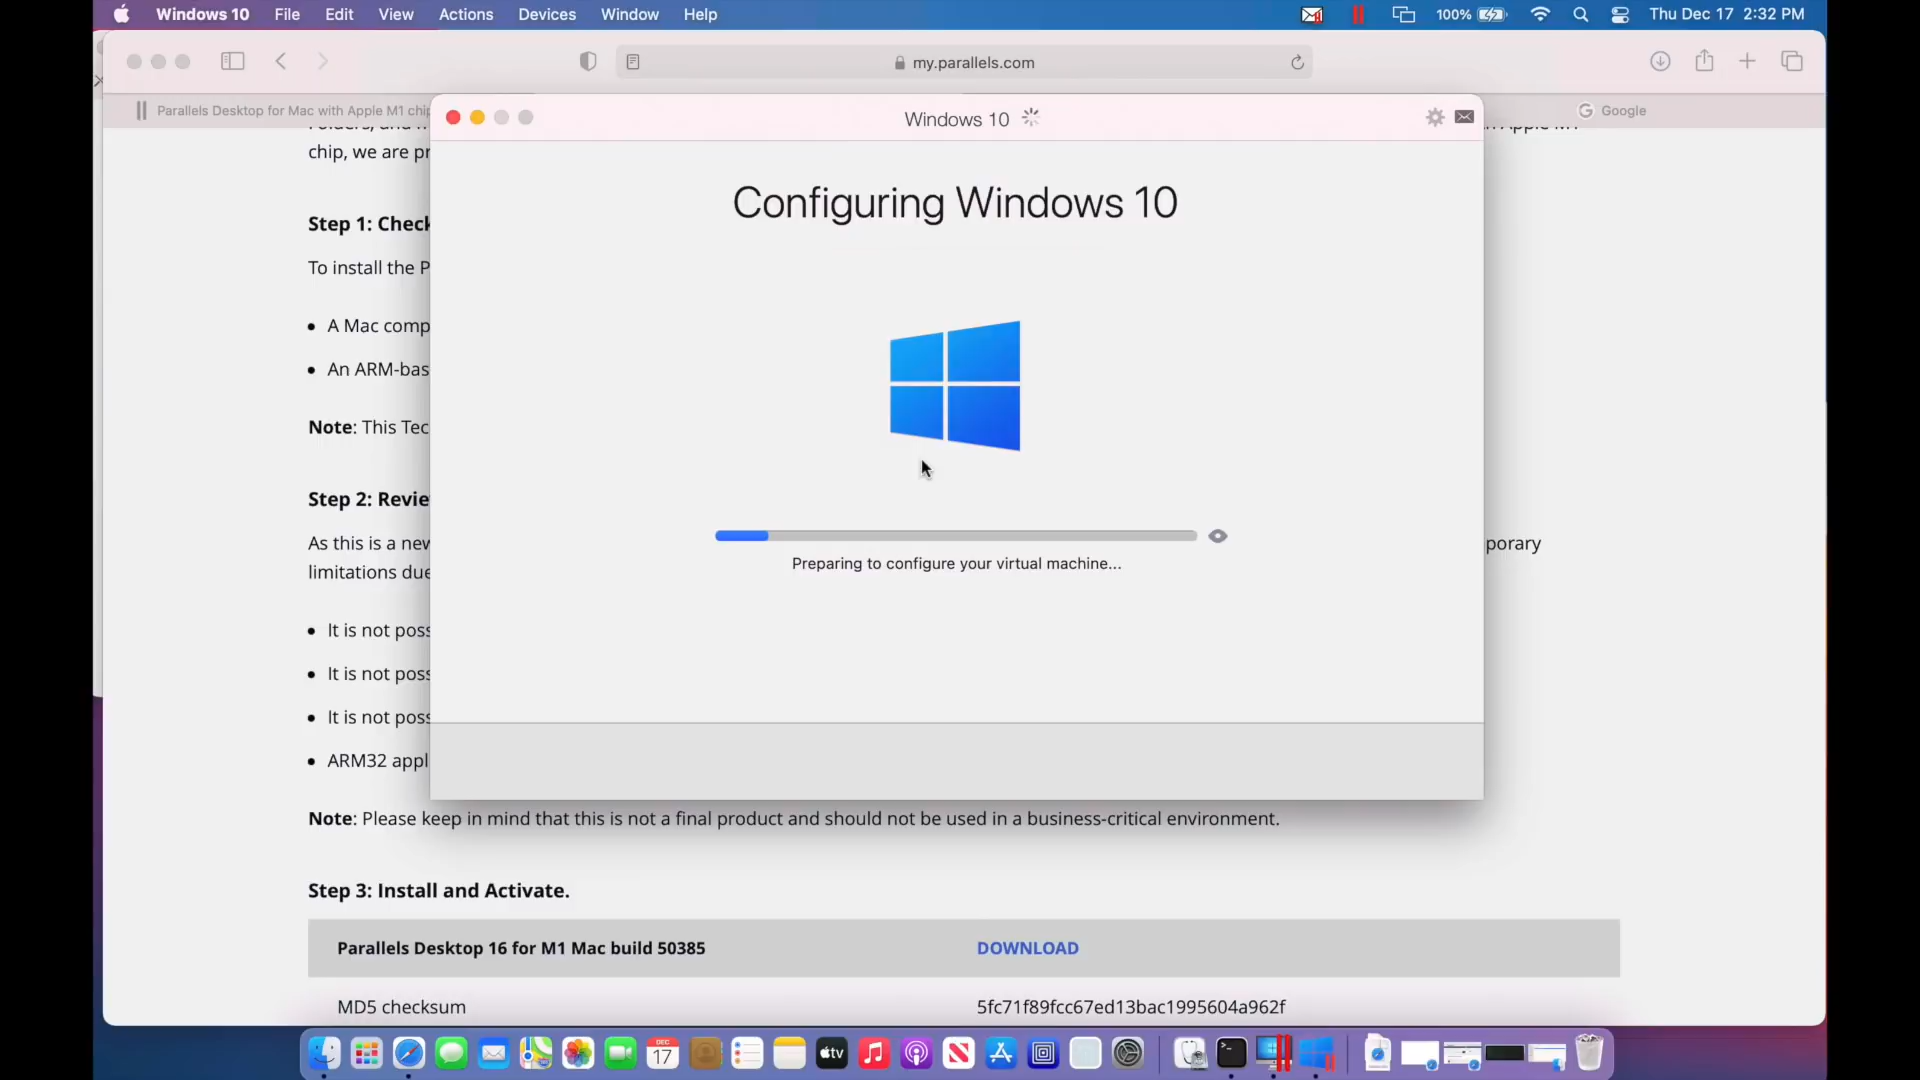 Windows 10 File Edit View Actions Devices Window Help 100% Thu Dec 17 2:32 PM
my.parallels.com
Parallels Desktop for Mac with Apple M1 chip
Google
Windows 10
chip, we are pr
Configuring Windows 10
Step 1: Check
To install the P
A Mac comp
An ARM-bas
Note: This Tec
Step 2: Revie
As this is a new
porary
limitations due
Preparing to configure your virtual machine...
It is not poss
It is not poss
It is not poss
ARM32 appl
Note: Please keep in mind that this is not a final product and should not be used in a business-critical environment.
Step 3: Install and Activate.
Parallels Desktop 16 for M1 Mac build 50385 DOWNLOAD
MD5 checksum 5fc71f89fcc67ed13bac1995604a962f
DEC
17
tv